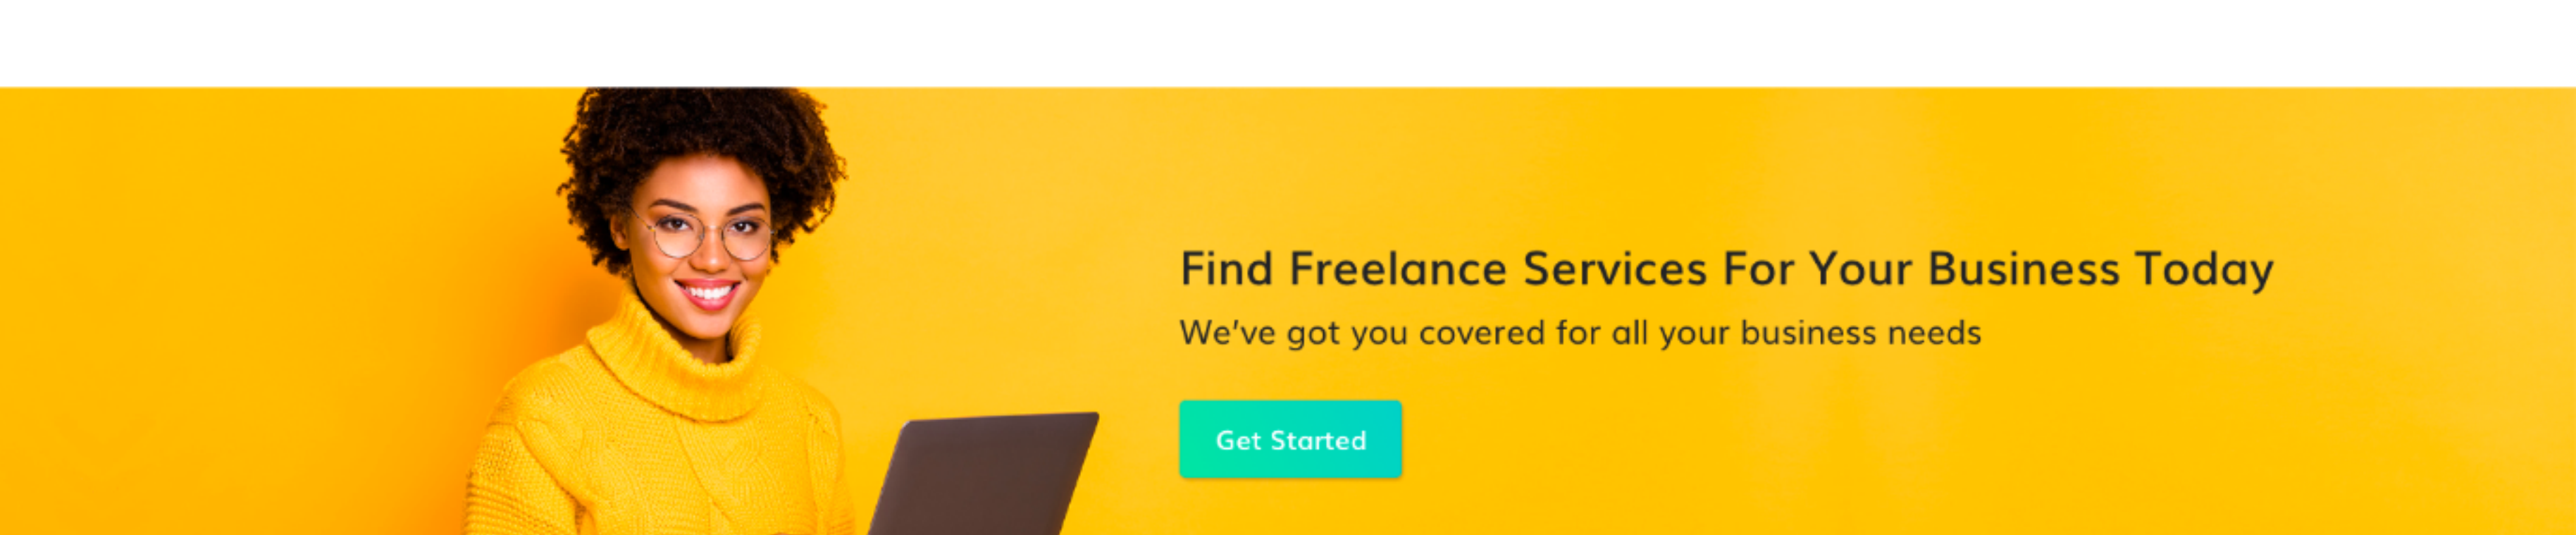 Find Freelance Services For Your Business Today
We've got you covered for all your business needs
Get Started